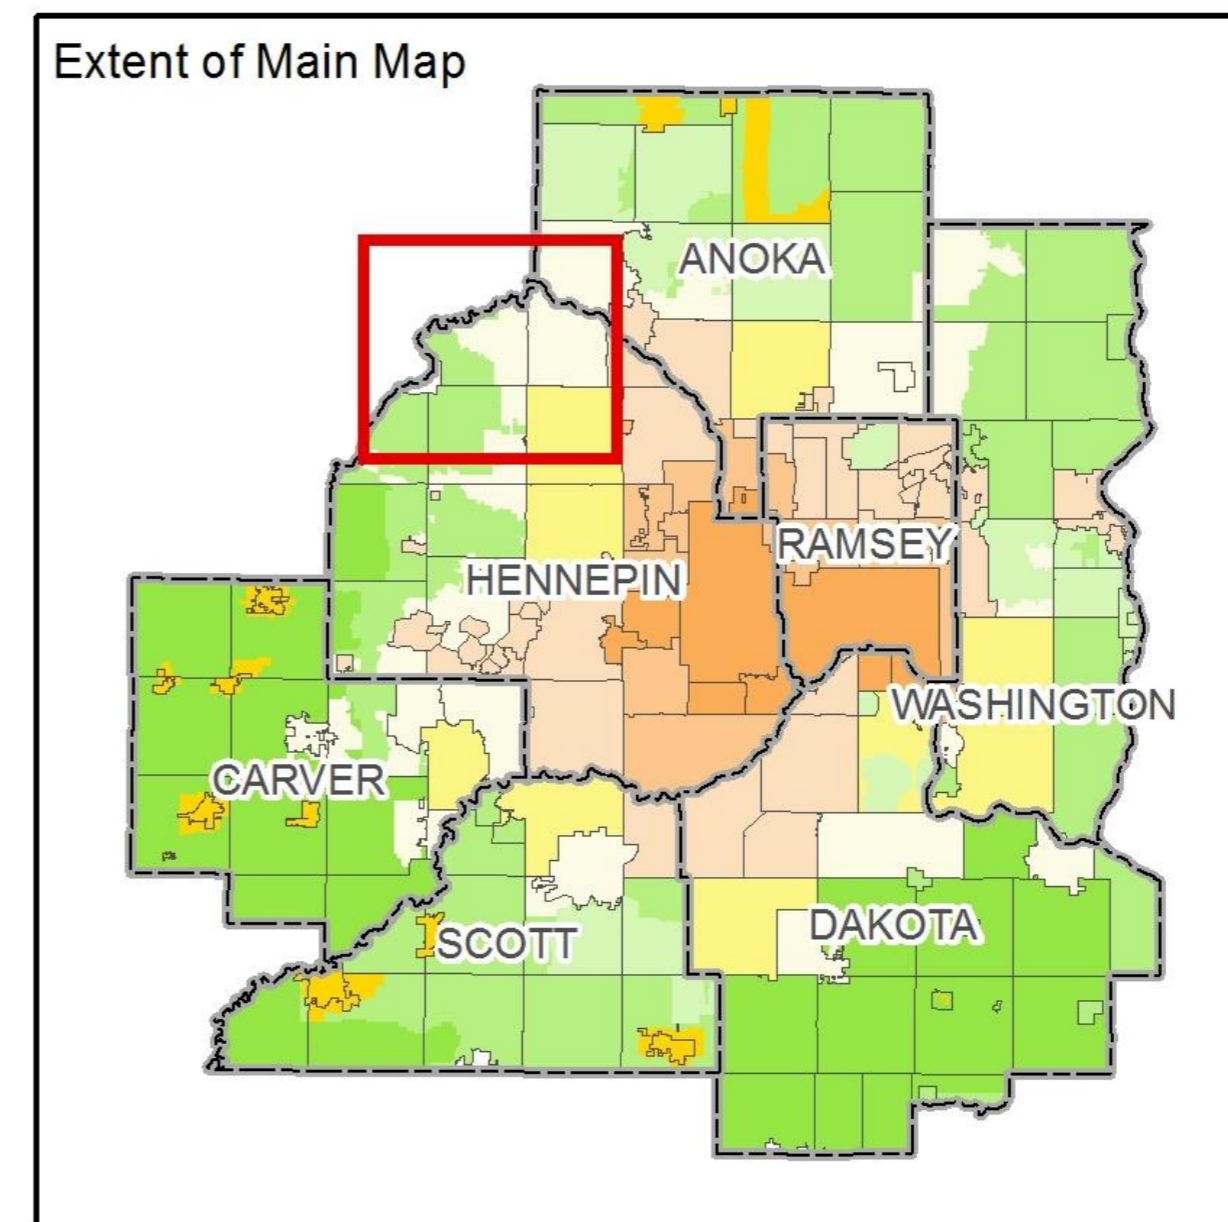 Extent of Main Map
ANOKA
RAMSEY
HENNEPIN
WASHINGTON
CARVER
DAKOTA
SCOTT